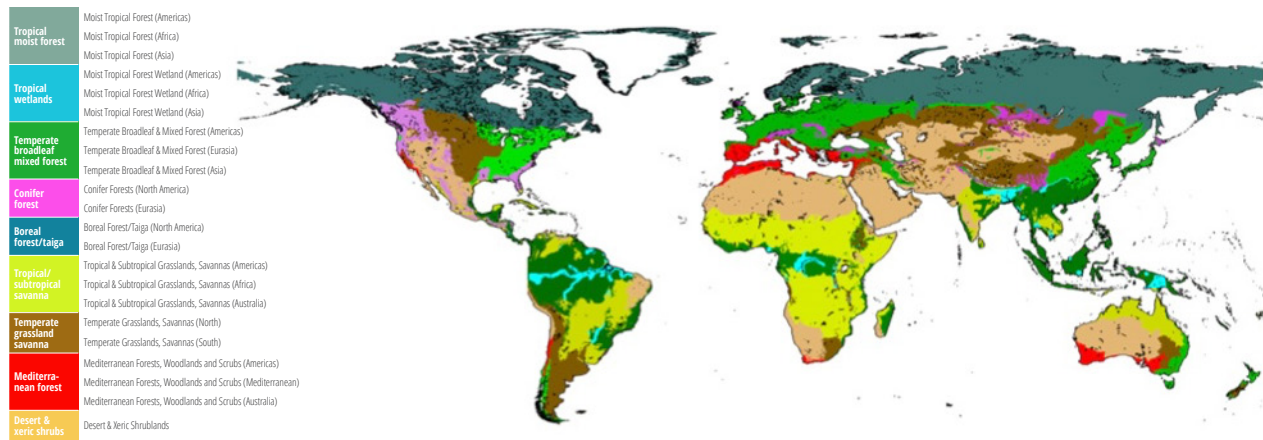 Tropical
moist forest
Moist Tropical Forest (Americas)
Moist Tropical Forest (Africa)
Moist Tropical Forest (Asia)
Tropical
wetlands
Moist Tropical Forest Wetland (Americas)
Moist Tropical Forest Wetland (Africa)
Moist Tropical Forest Wetland (Asia)
Temperate
broadleaf
mixed forest
Temperate Broadleaf & Mixed Forest (Americas)
Temperate Broadleaf & Mixed Forest (Eurasia)
Temperate Broadleaf & Mixed Forest (Asia)
Conifer
forest
Conifer Forests (North America)
Conifer Forests (Eurasia)
Boreal
forest/taiga
Boreal Forest/Taiga (North America)
Boreal Forest/Taiga (Eurasia)
Tropical/
subtropical
savanna
Tropical & Subtropical Grasslands, Savannas (Americas)
Tropical & Subtropical Grasslands, Savannas (Africa)
Tropical & Subtropical Grasslands, Savannas (Australia)
Temperate
grassland
savanna
Temperate Grasslands, Savannas (North)
Temperate Grasslands, Savannas (South)
Mediterra-
nean forest
Mediterranean Forests, Woodlands and Scrubs (Americas)
Mediterranean Forests, Woodlands and Scrubs (Mediterranean)
Mediterranean Forests, Woodlands and Scrubs (Australia)
Desert &
xeric shrubs
Desert & Xeric Shrublands